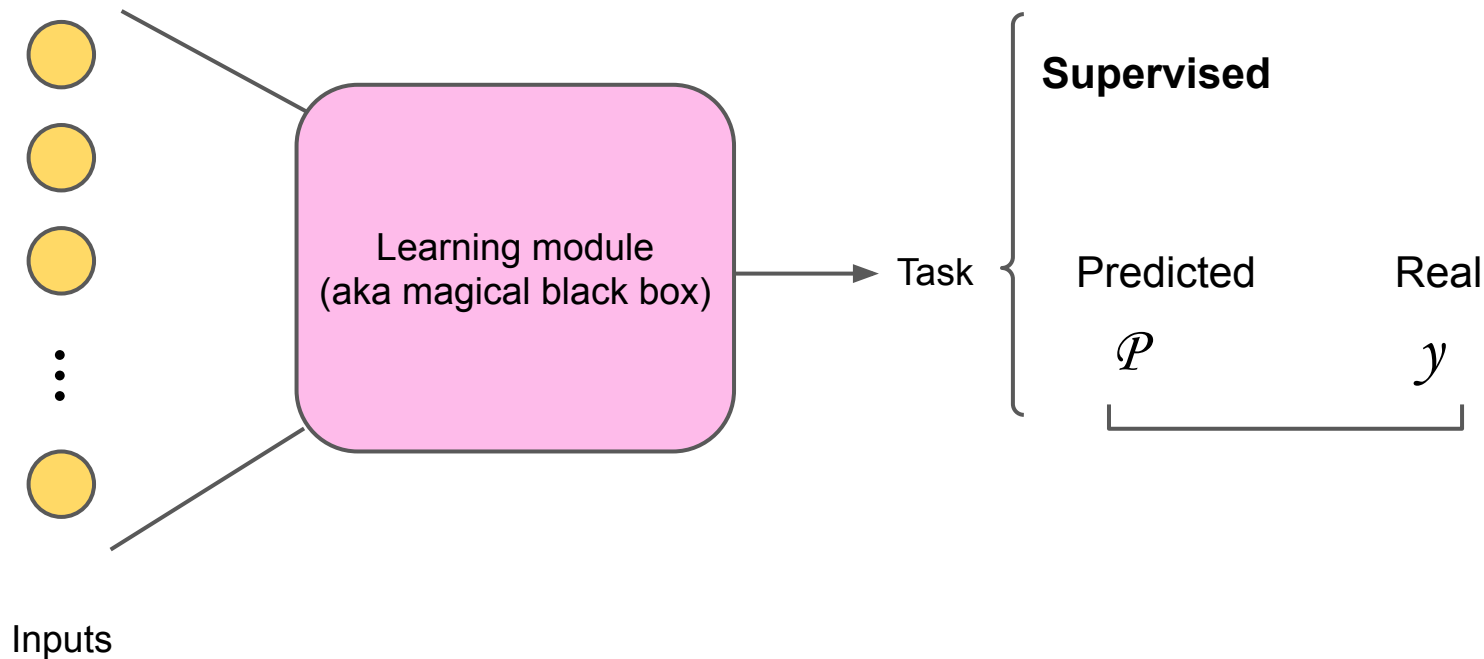 Supervised
Learning module
(aka magical black box)
Task
Predicted
Real
𝒫
𝓎
Inputs